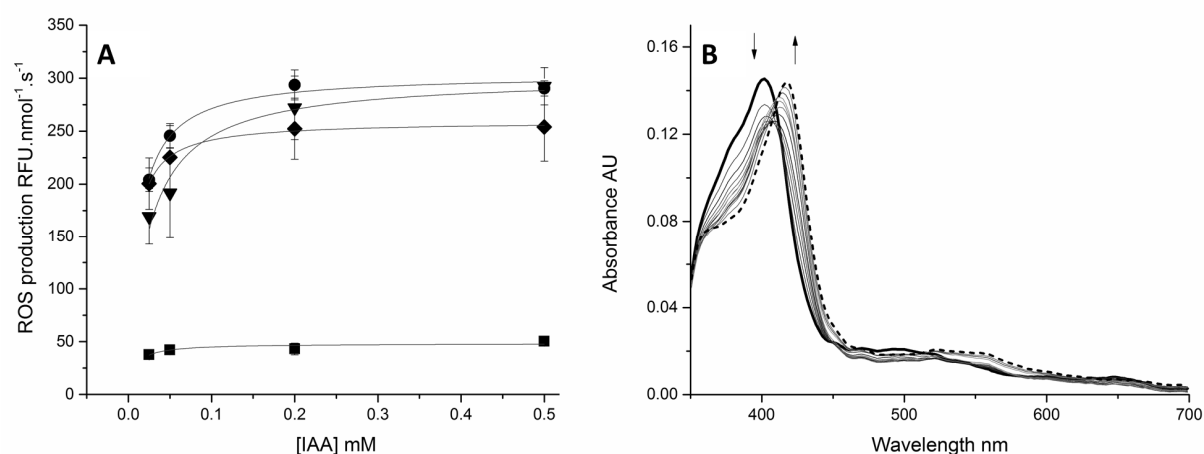 A
ROS production RFU.nmol⁻¹.s⁻¹
350
300
250
200
150
100
50
0
0.0 0.1 0.2 0.3 0.4 0.5
[IAA] mM
B
Absorbance AU
0.16
0.12
0.08
0.04
0.00
400 500 600 700
Wavelength nm